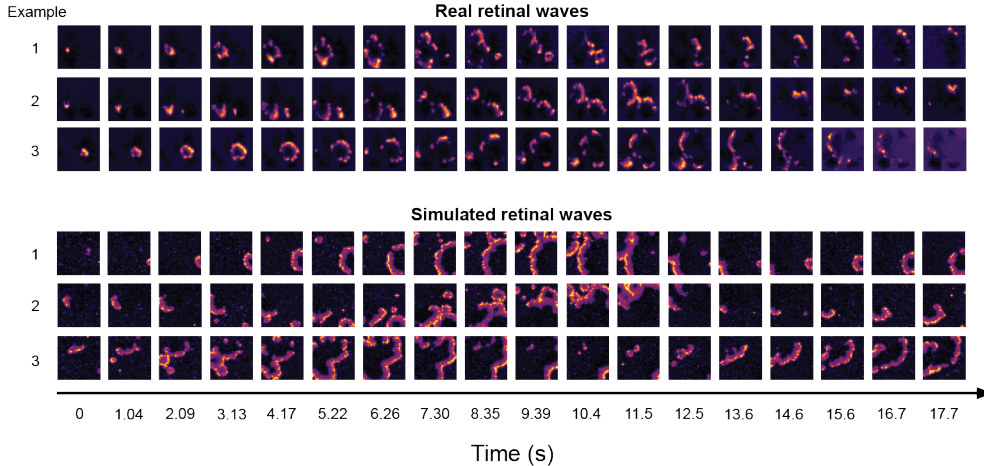 Example
Real retinal waves
1
2
3
Simulated retinal waves
1
2
3
0 1.04 2.09 3.13 4.17 5.22 6.26 7.30 8.35 9.39 10.4 11.5 12.5 13.6 14.6 15.6 16.7 17.7
Time (s)